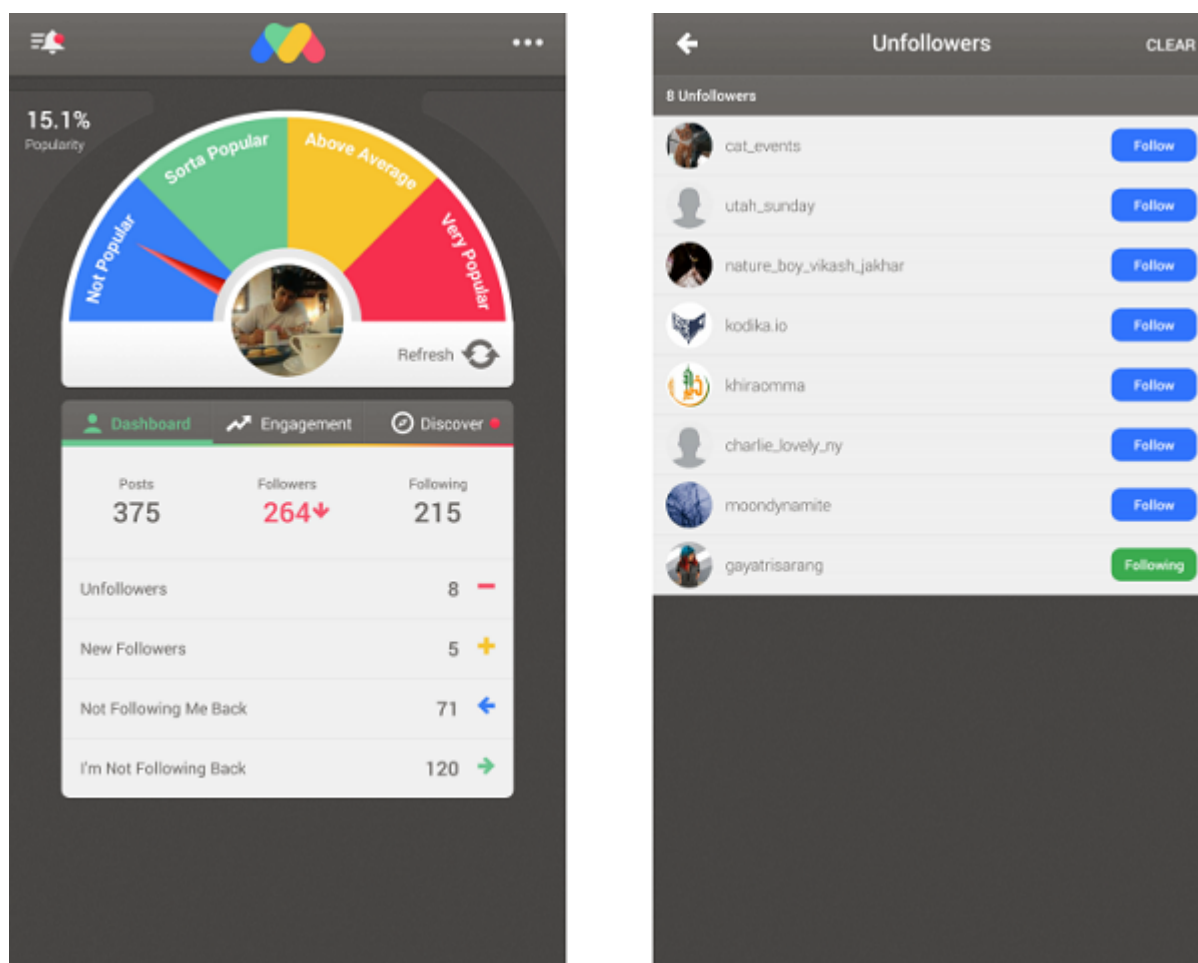 15.1%
Popularity
Not Popular
Sorta Popular
Above Average
Very Popular
Refresh
Dashboard Engagement Discover
Posts Followers Following
375 264 215
Unfollowers 8
New Followers 5
Not Following Me Back 71
I'm Not Following Back 120
Unfollowers CLEAR
8 Unfollowers
cat_events Follow
utah_sunday Follow
nature_boy_vikash_jakhar Follow
kodika.io Follow
khiraomma Follow
charlie_lovely_ny Follow
moondynamite Follow
gayatrisarang Following